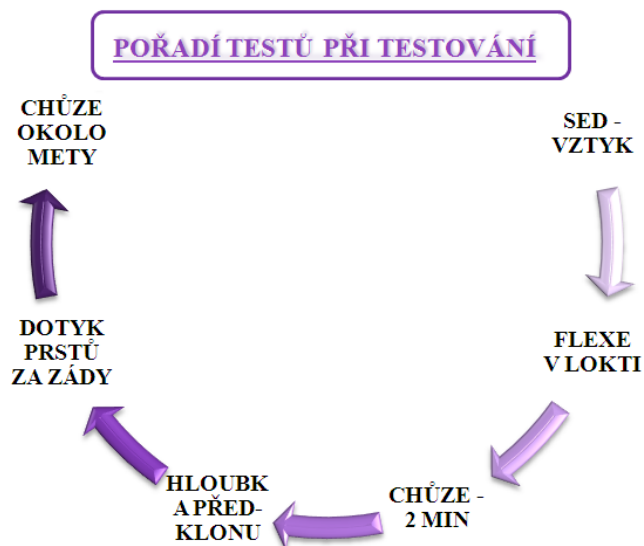 POŘADÍ TESTŮ PŘI TESTOVÁNÍ
SED -
VZTYK
FLEXE
V LOKTI
CHŮZE -
2 MIN
HLOUBK
A PŘED-
KLONU
DOTYK
PRSTŮ
ZA ZÁDY
CHŮZE
OKOLO
METY